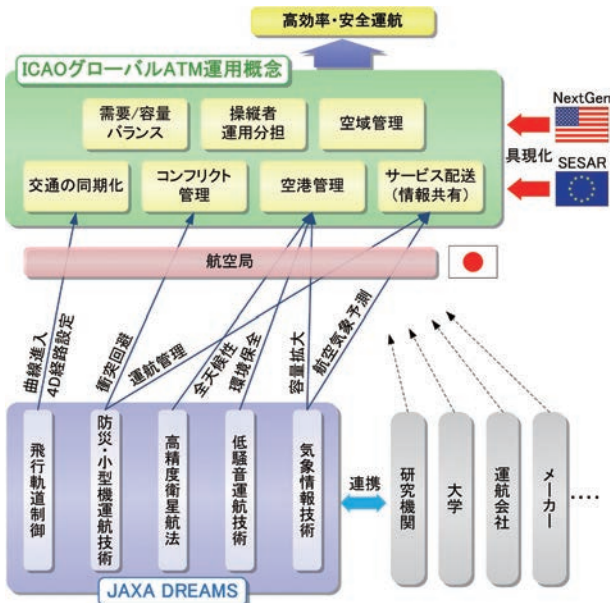 高効率・安全運航
ICAOグローバルATM運用概念
需要/容量
バランス
操縦者
運用分担
空域管理
交通の同期化
コンフリクト
管理
空港管理
サービス配送
(情報共有)
NextGen
具現化
SESAR
航空局
曲線進入
4D経路設定
衝突回避
運航管理
全天候性
環境保全
容量拡大
航空気象予測
飛行軌道制御
防災・小型機運航技術
高精度衛星航法
低騒音運航技術
気象情報技術
連携
研究機関
大学
運航会社
メーカー
····
JAXA DREAMS